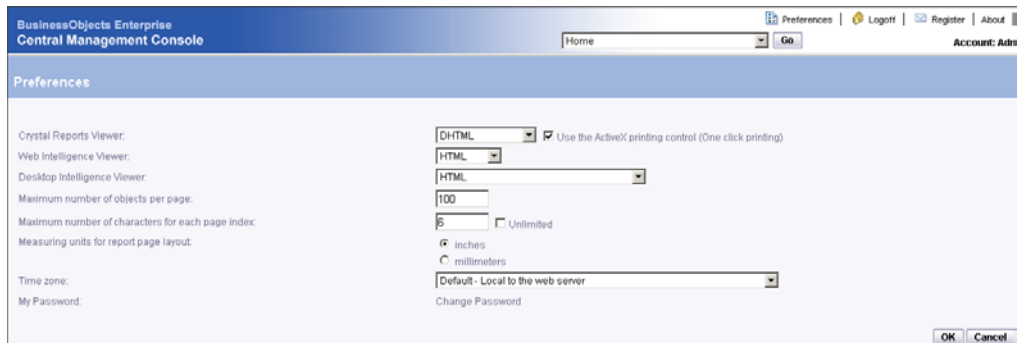 BusinessObjects Enterprise
Central Management Console
Preferences | Logoff | Register | About
Home Go
Account: Adm
Preferences
Crystal Reports Viewer: DHTML Use the ActiveX printing control (One click printing)
Web Intelligence Viewer: HTML
Desktop Intelligence Viewer: HTML
Maximum number of objects per page: 100
Maximum number of characters for each page index: 6 Unlimited
Measuring units for report page layout: inches
millimeters
Time zone: Default - Local to the web server
My Password: Change Password
OK Cancel